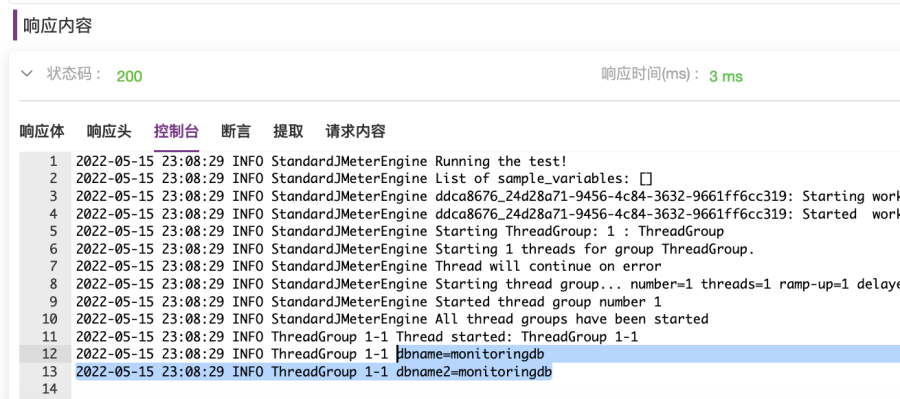 响应内容
状态码： 200 响应时间(ms)： 3 ms
响应体 响应头 控制台 断言 提取 请求内容
1 2022-05-15 23:08:29 INFO StandardJMeterEngine Running the test!
2 2022-05-15 23:08:29 INFO StandardJMeterEngine List of sample_variables: []
3 2022-05-15 23:08:29 INFO StandardJMeterEngine ddca8676_24d28a71-9456-4c84-3632-9661ff6cc319: Starting work
4 2022-05-15 23:08:29 INFO StandardJMeterEngine ddca8676_24d28a71-9456-4c84-3632-9661ff6cc319: Started work
5 2022-05-15 23:08:29 INFO StandardJMeterEngine Starting ThreadGroup: 1 : ThreadGroup
6 2022-05-15 23:08:29 INFO StandardJMeterEngine Starting 1 threads for group ThreadGroup.
7 2022-05-15 23:08:29 INFO StandardJMeterEngine Thread will continue on error
8 2022-05-15 23:08:29 INFO StandardJMeterEngine Starting thread group... number=1 threads=1 ramp-up=1 delaye
9 2022-05-15 23:08:29 INFO StandardJMeterEngine Started thread group number 1
10 2022-05-15 23:08:29 INFO StandardJMeterEngine All thread groups have been started
11 2022-05-15 23:08:29 INFO ThreadGroup 1-1 Thread started: ThreadGroup 1-1
12 2022-05-15 23:08:29 INFO ThreadGroup 1-1 dbname=monitoringdb
13 2022-05-15 23:08:29 INFO ThreadGroup 1-1 dbname2=monitoringdb
14